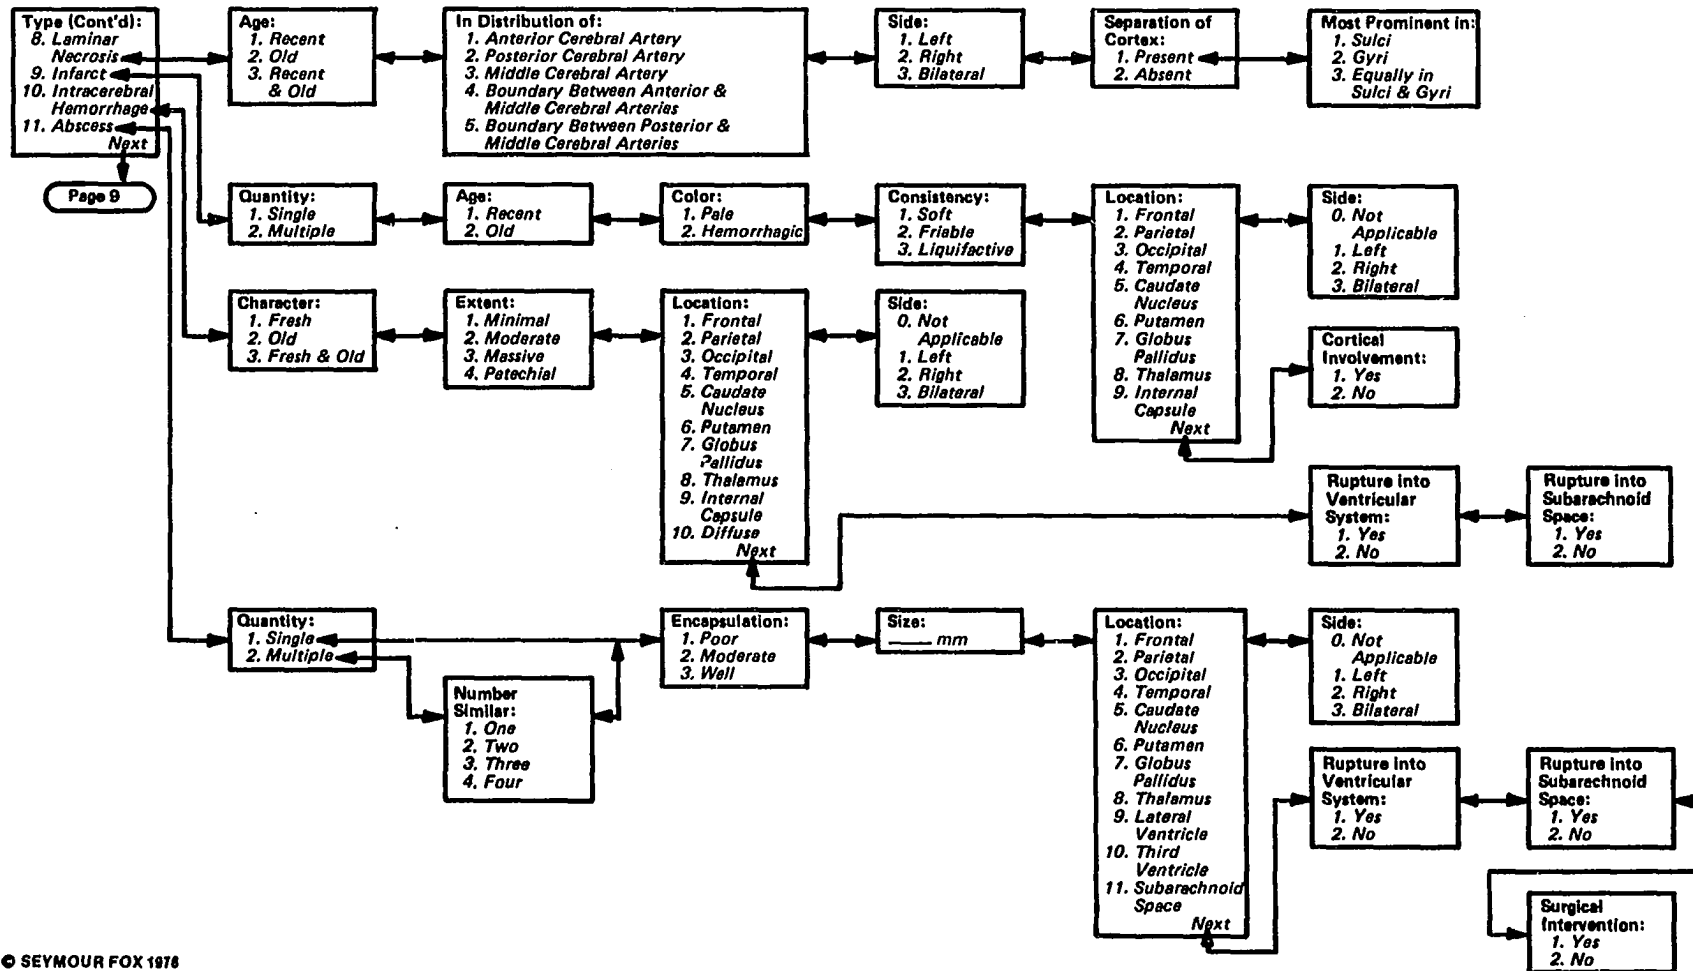 Type (Cont'd):
8. Laminar
Necrosis
9. Infarct
10. Intracerebral
Hemorrhage
11. Abscess
Next
Page 9
Age:
1. Recent
2. Old
3. Recent
& Old
In Distribution of:
1. Anterior Cerebral Artery
2. Posterior Cerebral Artery
3. Middle Cerebral Artery
4. Boundary Between Anterior &
Middle Cerebral Arteries
5. Boundary Between Posterior &
Middle Cerebral Arteries
Side:
1. Left
2. Right
3. Bilateral
Separation of
Cortex:
1. Present
2. Absent
Most Prominent in:
1. Sulci
2. Gyri
3. Equally in
Sulci & Gyri
Quantity:
1. Single
2. Multiple
Age:
1. Recent
2. Old
Color:
1. Pale
2. Hemorrhagic
Consistency:
1. Soft
2. Friable
3. Liquifactive
Location:
1. Frontal
2. Parietal
3. Occipital
4. Temporal
5. Caudate
Nucleus
6. Putamen
7. Globus
Pallidus
8. Thalamus
9. Internal
Capsule
Next
Side:
0. Not
Applicable
1. Left
2. Right
3. Bilateral
Cortical
Involvement:
1. Yes
2. No
Character:
1. Fresh
2. Old
3. Fresh & Old
Extent:
1. Minimal
2. Moderate
3. Massive
4. Petechial
Location:
1. Frontal
2. Parietal
3. Occipital
4. Temporal
5. Caudate
Nucleus
6. Putamen
7. Globus
Pallidus
8. Thalamus
9. Internal
Capsule
10. Diffuse
Next
Side:
0. Not
Applicable
1. Left
2. Right
3. Bilateral
Rupture into
Ventricular
System:
1. Yes
2. No
Rupture into
Subarachnoid
Space:
1. Yes
2. No
Quantity:
1. Single
2. Multiple
Number
Similar:
1. One
2. Two
3. Three
4. Four
Encapsulation:
1. Poor
2. Moderate
3. Well
Size:
____ mm
Location:
1. Frontal
2. Parietal
3. Occipital
4. Temporal
5. Caudate
Nucleus
6. Putamen
7. Globus
Pallidus
8. Thalamus
9. Lateral
Ventricle
10. Third
Ventricle
11. Subarachnoid
Space
Next
Side:
0. Not
Applicable
1. Left
2. Right
3. Bilateral
Rupture into
Ventricular
System:
1. Yes
2. No
Rupture into
Subarachnoid
Space:
1. Yes
2. No
Surgical
Intervention:
1. Yes
2. No
© SEYMOUR FOX 1976